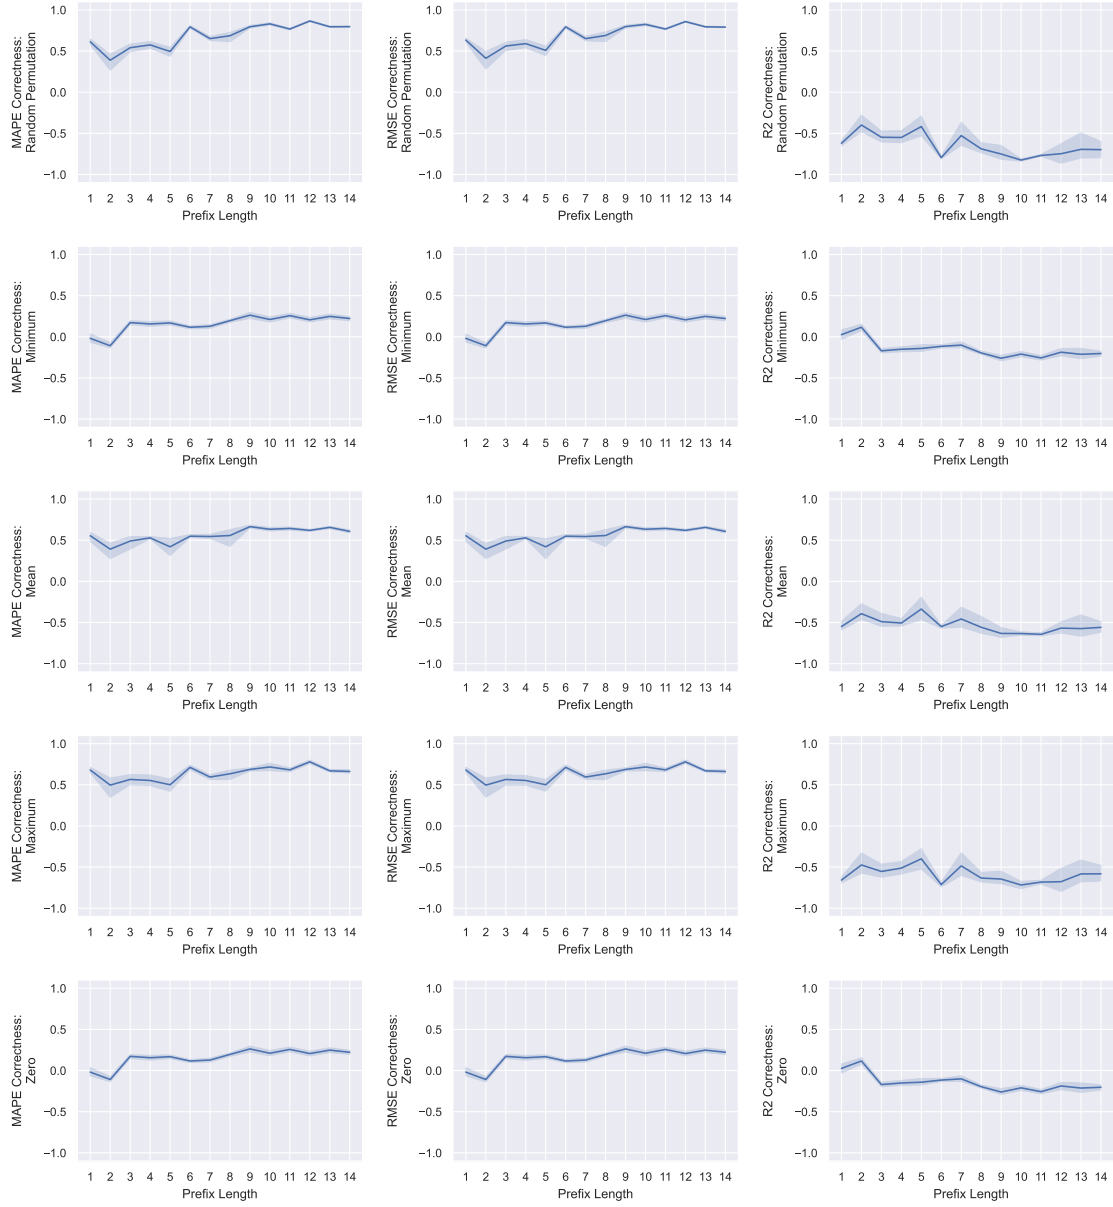 1.0
0.5
0.0
−0.5
−1.0
MAPE Correctness:
Random Permutation
1 2 3 4 5 6 7 8 9 10 11 12 13 14
Prefix Length
1.0
0.5
0.0
−0.5
−1.0
RMSE Correctness:
Random Permutation
1 2 3 4 5 6 7 8 9 10 11 12 13 14
Prefix Length
1.0
0.5
0.0
−0.5
−1.0
R2 Correctness:
Random Permutation
1 2 3 4 5 6 7 8 9 10 11 12 13 14
Prefix Length
1.0
0.5
0.0
−0.5
−1.0
MAPE Correctness:
Minimum
1 2 3 4 5 6 7 8 9 10 11 12 13 14
Prefix Length
1.0
0.5
0.0
−0.5
−1.0
RMSE Correctness:
Minimum
1 2 3 4 5 6 7 8 9 10 11 12 13 14
Prefix Length
1.0
0.5
0.0
−0.5
−1.0
R2 Correctness:
Minimum
1 2 3 4 5 6 7 8 9 10 11 12 13 14
Prefix Length
1.0
0.5
0.0
−0.5
−1.0
MAPE Correctness:
Mean
1 2 3 4 5 6 7 8 9 10 11 12 13 14
Prefix Length
1.0
0.5
0.0
−0.5
−1.0
RMSE Correctness:
Mean
1 2 3 4 5 6 7 8 9 10 11 12 13 14
Prefix Length
1.0
0.5
0.0
−0.5
−1.0
R2 Correctness:
Mean
1 2 3 4 5 6 7 8 9 10 11 12 13 14
Prefix Length
1.0
0.5
0.0
−0.5
−1.0
MAPE Correctness:
Maximum
1 2 3 4 5 6 7 8 9 10 11 12 13 14
Prefix Length
1.0
0.5
0.0
−0.5
−1.0
RMSE Correctness:
Maximum
1 2 3 4 5 6 7 8 9 10 11 12 13 14
Prefix Length
1.0
0.5
0.0
−0.5
−1.0
R2 Correctness:
Maximum
1 2 3 4 5 6 7 8 9 10 11 12 13 14
Prefix Length
1.0
0.5
0.0
−0.5
−1.0
MAPE Correctness:
Zero
1 2 3 4 5 6 7 8 9 10 11 12 13 14
Prefix Length
1.0
0.5
0.0
−0.5
−1.0
RMSE Correctness:
Zero
1 2 3 4 5 6 7 8 9 10 11 12 13 14
Prefix Length
1.0
0.5
0.0
−0.5
−1.0
R2 Correctness:
Zero
1 2 3 4 5 6 7 8 9 10 11 12 13 14
Prefix Length